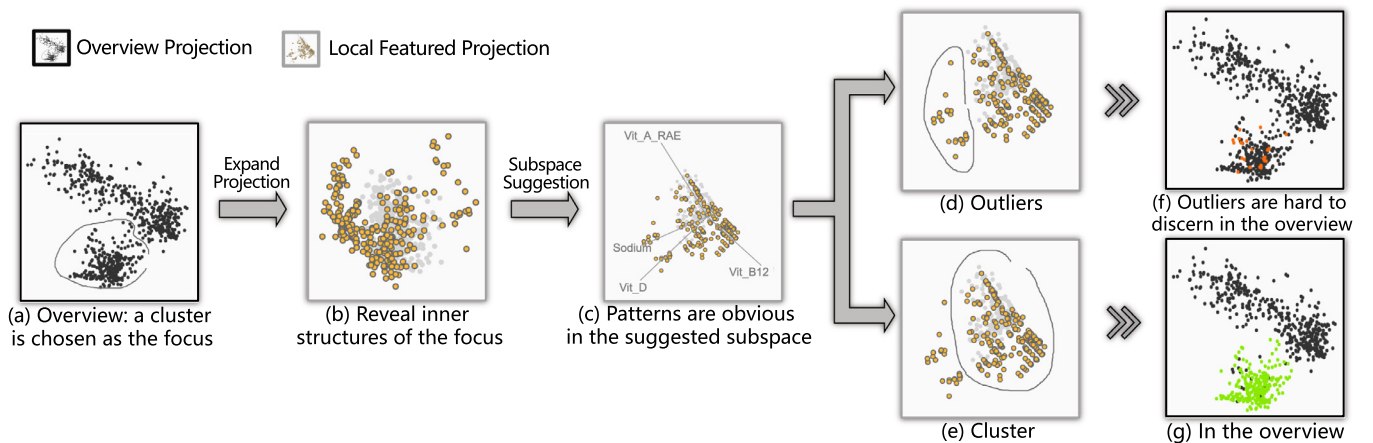 Overview Projection
Local Featured Projection
Expand
Projection
Subspace
Suggestion
Vit_A_RAE
Sodium
Vit_D
Vit_B12
(a) Overview: a cluster
is chosen as the focus
(b) Reveal inner
structures of the focus
(c) Patterns are obvious
in the suggested subspace
(d) Outliers
(f) Outliers are hard to
discern in the overview
(e) Cluster
(g) In the overview